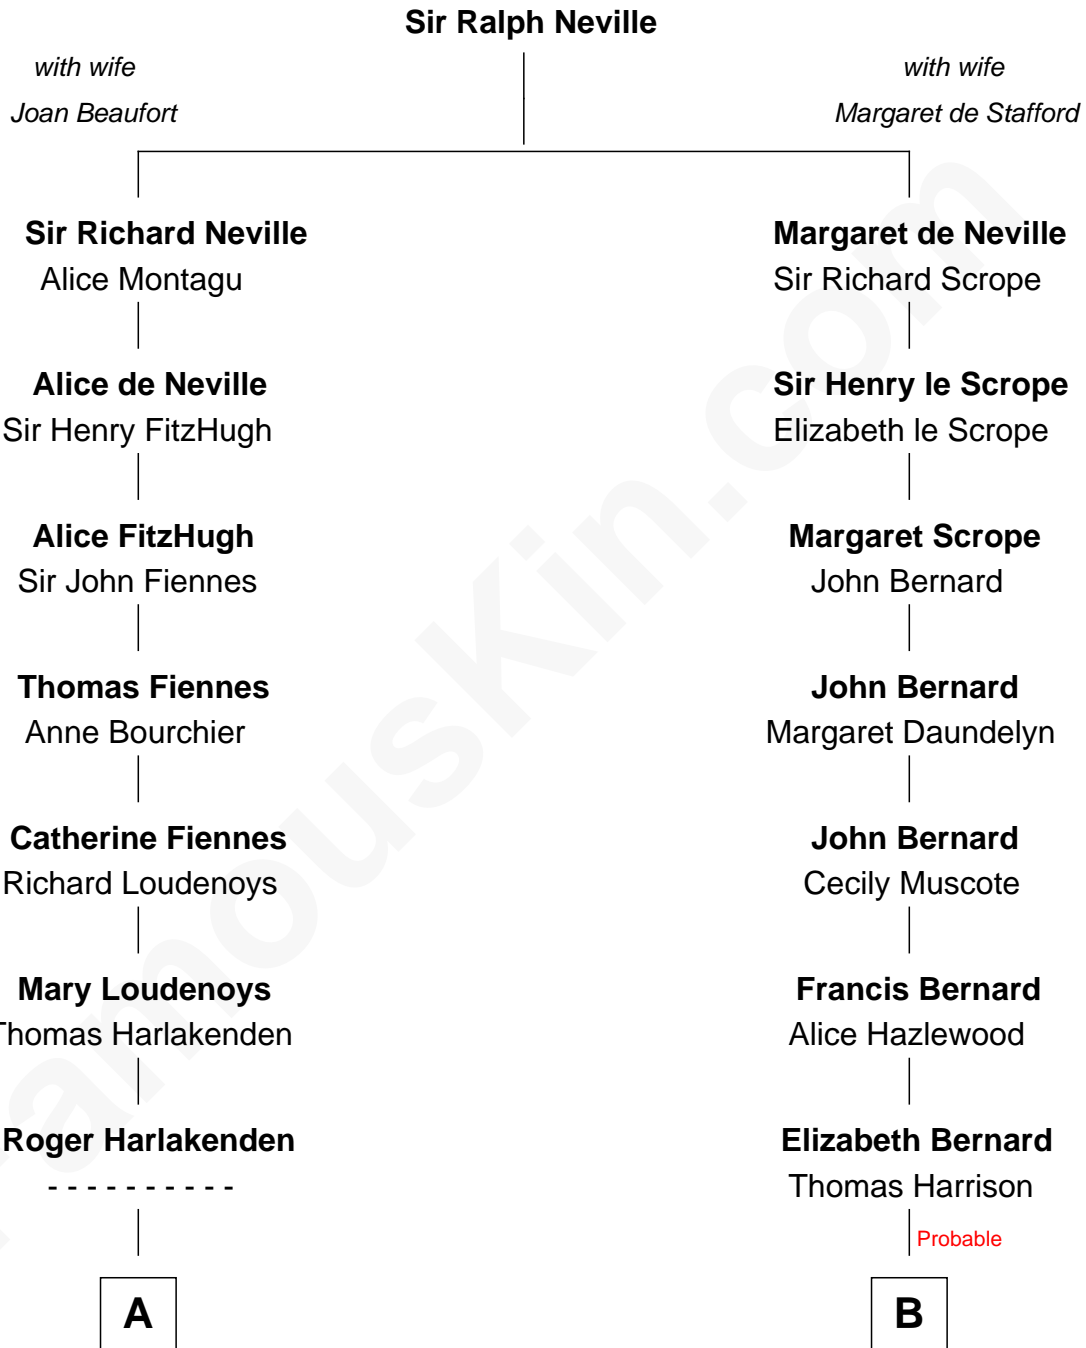 Sir Ralph Neville
with wife
Joan Beaufort
with wife
Margaret de Stafford
Sir Richard Neville
Alice Montagu
Margaret de Neville
Sir Richard Scrope
Alice de Neville
Sir Henry FitzHugh
Sir Henry le Scrope
Elizabeth le Scrope
Alice FitzHugh
Sir John Fiennes
Margaret Scrope
John Bernard
Thomas Fiennes
Anne Bourchier
John Bernard
Margaret Daundelyn
Catherine Fiennes
Richard Loudenoys
John Bernard
Cecily Muscote
Mary Loudenoys
Thomas Harlakenden
Francis Bernard
Alice Hazlewood
Roger Harlakenden
- - - - - - - - - -
Elizabeth Bernard
Thomas Harrison
Probable
A
B
FamousKin.com